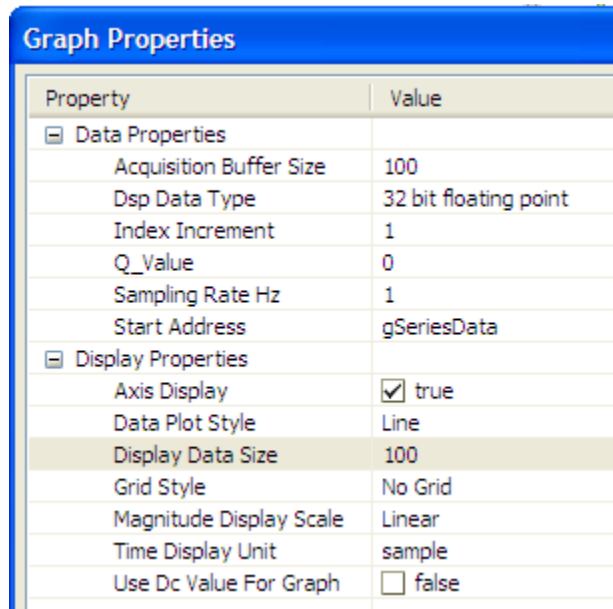 Graph Properties
Property Value
Data Properties
Acquisition Buffer Size 100
Dsp Data Type 32 bit floating point
Index Increment 1
Q_Value 0
Sampling Rate Hz 1
Start Address gSeriesData
Display Properties
Axis Display true
Data Plot Style Line
Display Data Size 100
Grid Style No Grid
Magnitude Display Scale Linear
Time Display Unit sample
Use Dc Value For Graph false